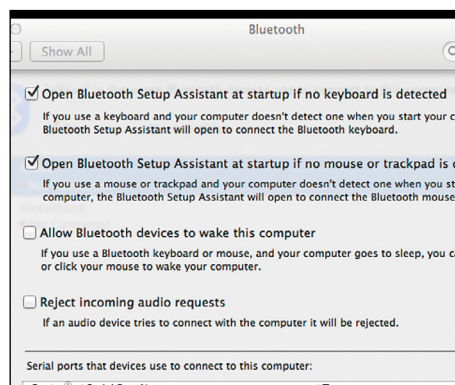 Bluetooth
Show All
Open Bluetooth Setup Assistant at startup if no keyboard is detected
If you use a keyboard and your computer doesn't detect one when you start your c
Bluetooth Setup Assistant will open to connect the Bluetooth keyboard.
Open Bluetooth Setup Assistant at startup if no mouse or trackpad is
If you use a mouse or trackpad and your computer doesn't detect one when you st
computer, the Bluetooth Setup Assistant will open to connect the Bluetooth mouse
Allow Bluetooth devices to wake this computer
If you use a Bluetooth keyboard or mouse, and your computer goes to sleep, you c
or click your mouse to wake your computer.
Reject incoming audio requests
If an audio device tries to connect with the computer it will be rejected.
Serial ports that devices use to connect to this computer: